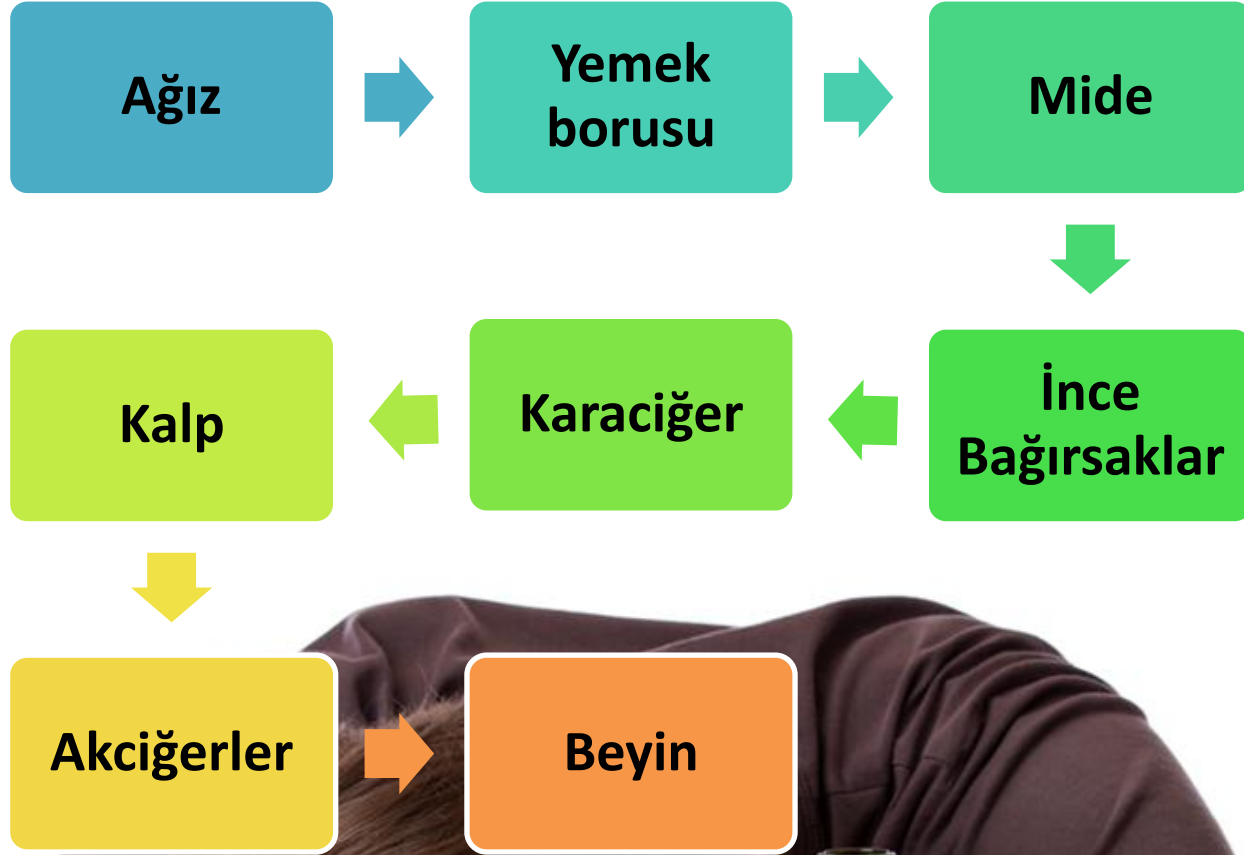 Ağız
Yemek
borusu
Mide
İnce
Bağırsaklar
Karaciğer
Kalp
Akciğerler
Beyin